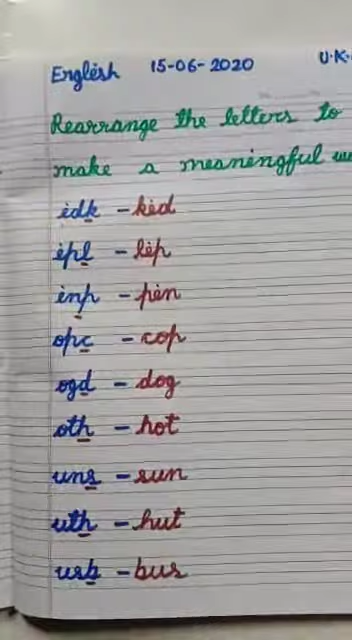 English 15-06-2020 U.K.
Rearrange the letters to
make a meaningful
idk - kid
ipl - lip
inp - pin
opc - cop
ogd - dog
oth - hot
uns - sun
uth - hut
usb - bus